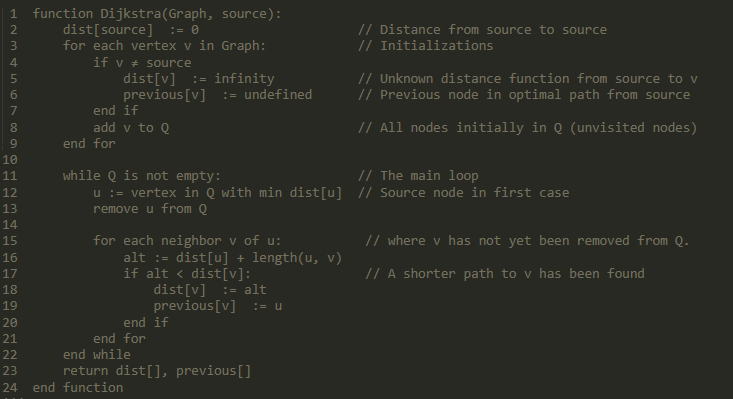 1 function Dijkstra(Graph, source):
2 dist[source] := 0 // Distance from source to source
3 for each vertex v in Graph: // Initializations
4 if v ≠ source
5 dist[v] := infinity // Unknown distance function from source to v
6 previous[v] := undefined // Previous node in optimal path from source
7 end if
8 add v to Q // All nodes initially in Q (unvisited nodes)
9 end for
10
11 while Q is not empty: // The main loop
12 u := vertex in Q with min dist[u] // Source node in first case
13 remove u from Q
14
15 for each neighbor v of u: // where v has not yet been removed from Q.
16 alt := dist[u] + length(u, v)
17 if alt < dist[v]: // A shorter path to v has been found
18 dist[v] := alt
19 previous[v] := u
20 end if
21 end for
22 end while
23 return dist[], previous[]
24 end function